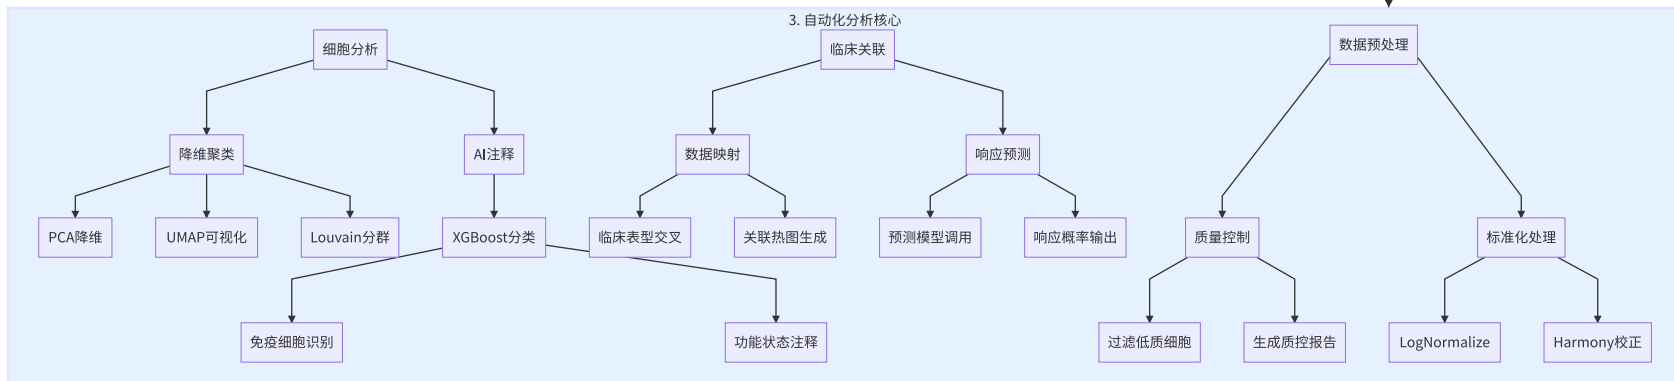 3. 自动化分析核心
细胞分析
临床关联
数据预处理
降维聚类
AI注释
数据映射
响应预测
PCA降维
UMAP可视化
Louvain分群
XGBoost分类
临床表型交叉
关联热图生成
预测模型调用
响应概率输出
质量控制
标准化处理
免疫细胞识别
功能状态注释
过滤低质细胞
生成质控报告
LogNormalize
Harmony校正